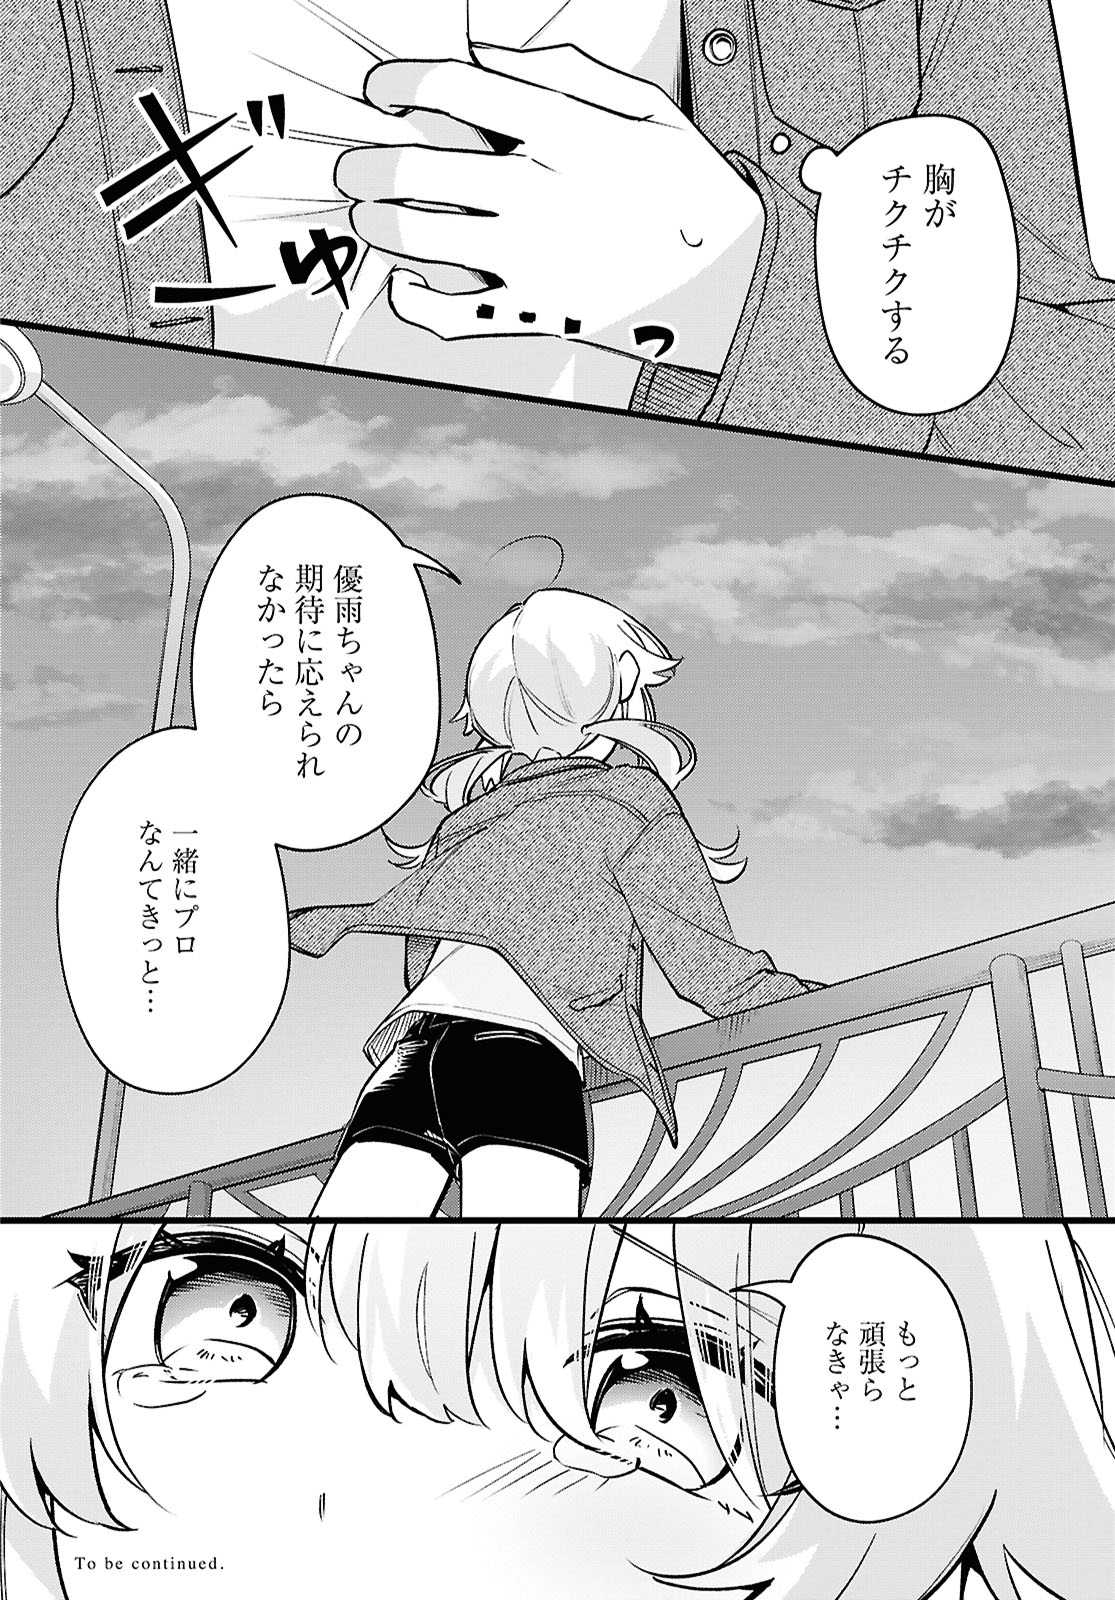 胸が
チクチクする
ギュ
ーっ
優雨ちゃんの
期待に応えられ
なかったら
一緒にプロ
なんてきっと…
もっと
頑張ら
なきゃ…
To be continued.